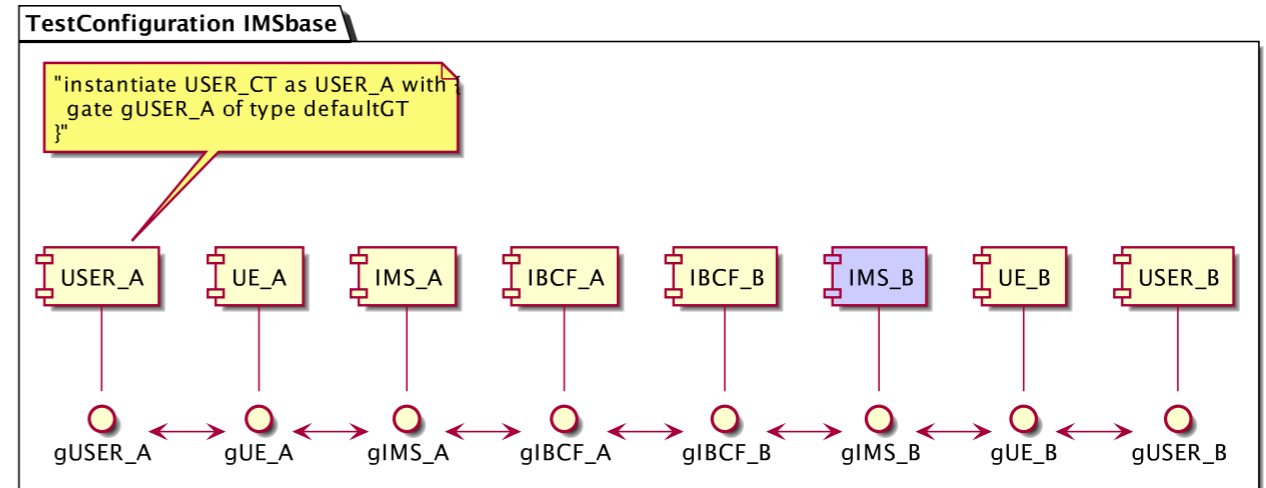 TestConfiguration IMSbase
"instantiate USER_CT as USER_A with {
gate gUSER_A of type defaultGT
}"
USER_A UE_A IMS_A IBCF_A IBCF_B IMS_B UE_B USER_B
gUSER_A gUE_A gIMS_A gIBCF_A gIBCF_B gIMS_B gUE_B gUSER_B